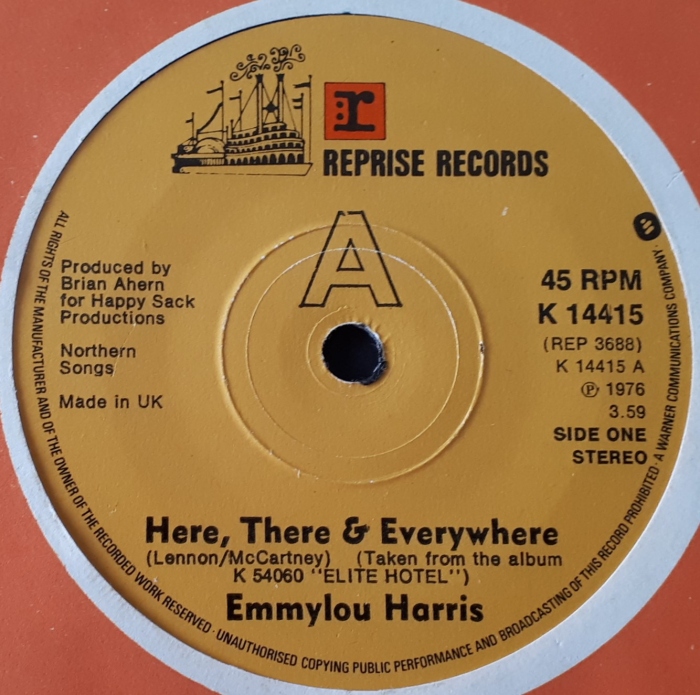 r
REPRISE RECORDS
A
Produced by
Brian Ahern
for Happy Sack
Productions
Northern
Songs
Made in UK
45 RPM
K 14415
(REP 3688)
K 14415 A
Ⓟ 1976
3.59
SIDE ONE
STEREO
Here, There & Everywhere
(Lennon/McCartney) (Taken from the album
K 54060 "ELITE HOTEL")
Emmylou Harris
ALL RIGHTS OF THE MANUFACTURER AND OF THE OWNER OF THE RECORDED WORK RESERVED · UNAUTHORISED COPYING PUBLIC PERFORMANCE AND BROADCASTING OF THIS RECORD PROHIBITED · A WARNER COMMUNICATIONS COMPANY ·